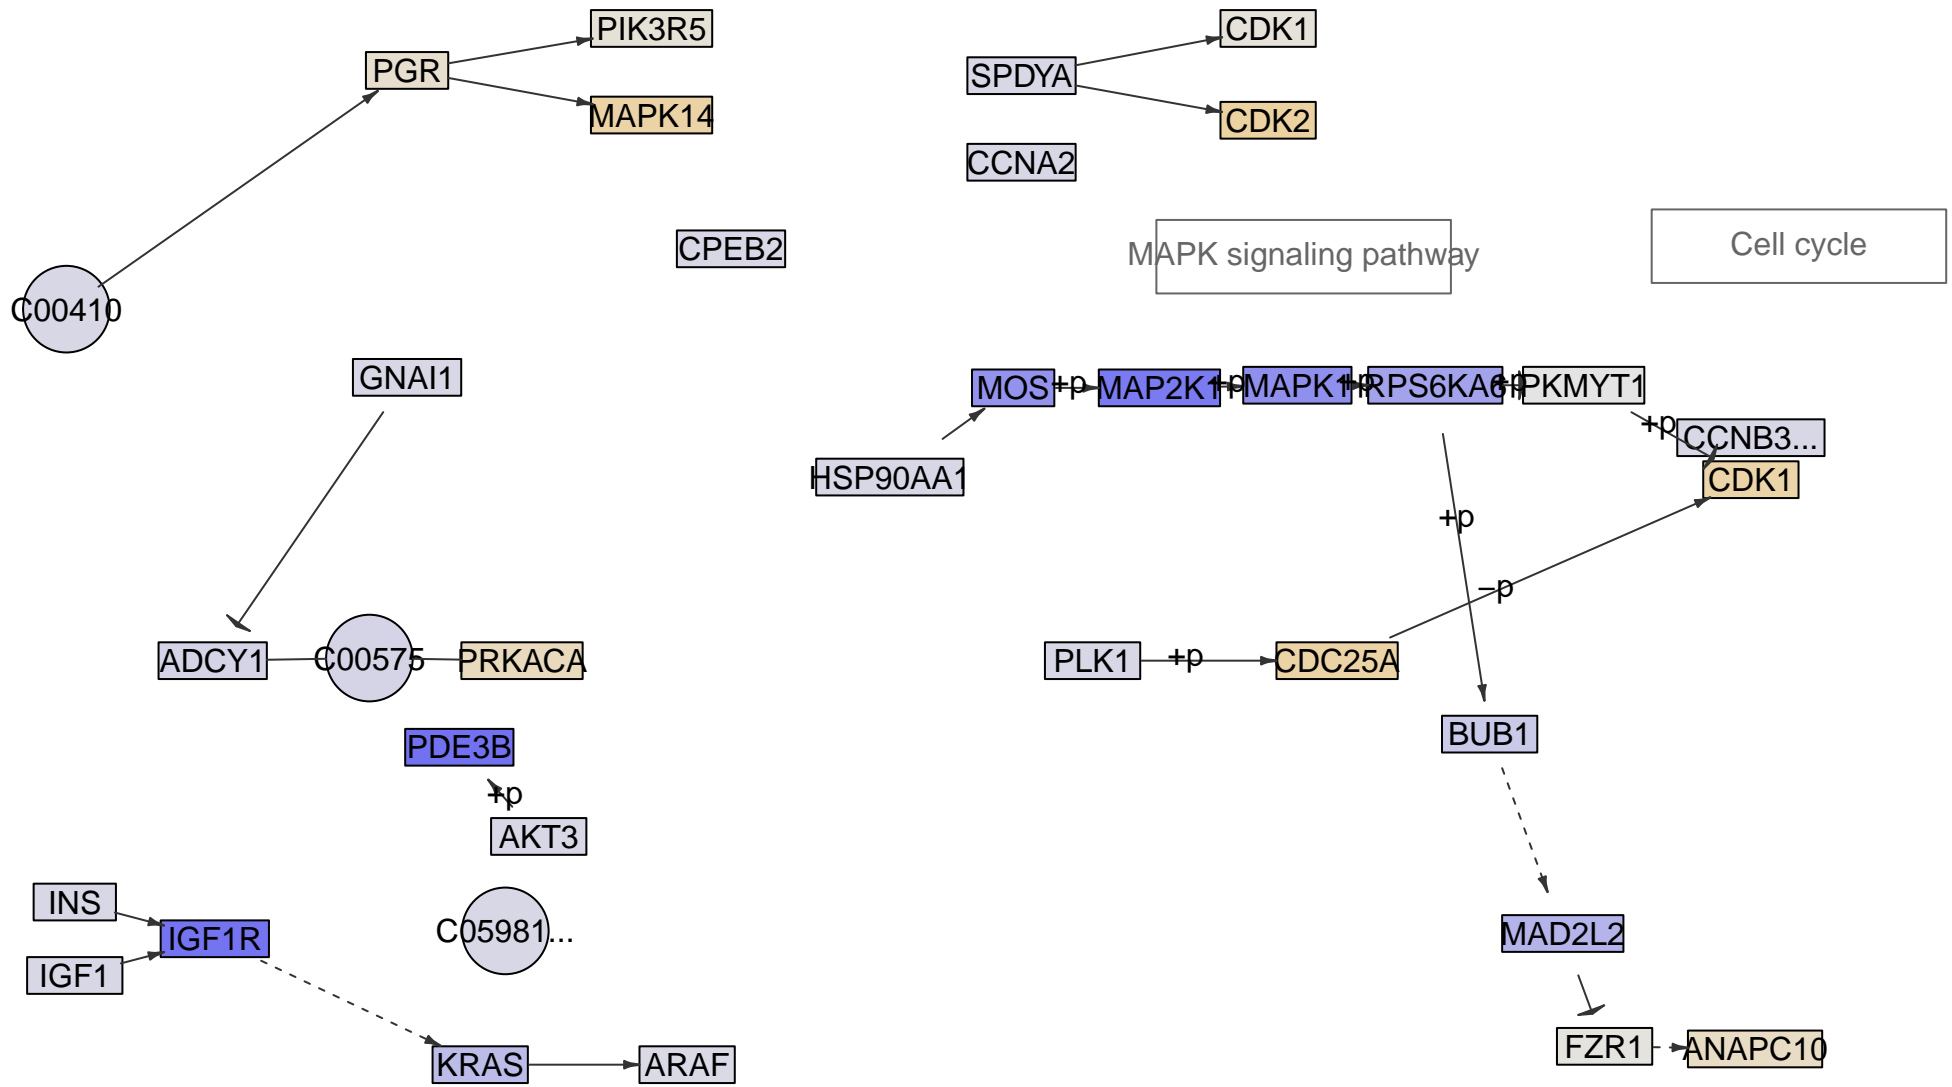 PIK3R5
CDK1
PGR
SPDYA
MAPK14
CDK2
CCNA2
CPEB2
MAPK signaling pathway
Cell cycle
C00410
GNAI1
MOS
+p
MAP2K1
+p
MAPK1
+p
RPS6KA6
+p
PKMYT1
+p
CCNB3...
HSP90AA1
CDK1
+p
−p
ADCY1
C00575
PRKACA
PLK1
+p
CDC25A
BUB1
PDE3B
+p
AKT3
INS
IGF1R
C05981...
MAD2L2
IGF1
FZR1
ANAPC10
KRAS
ARAF